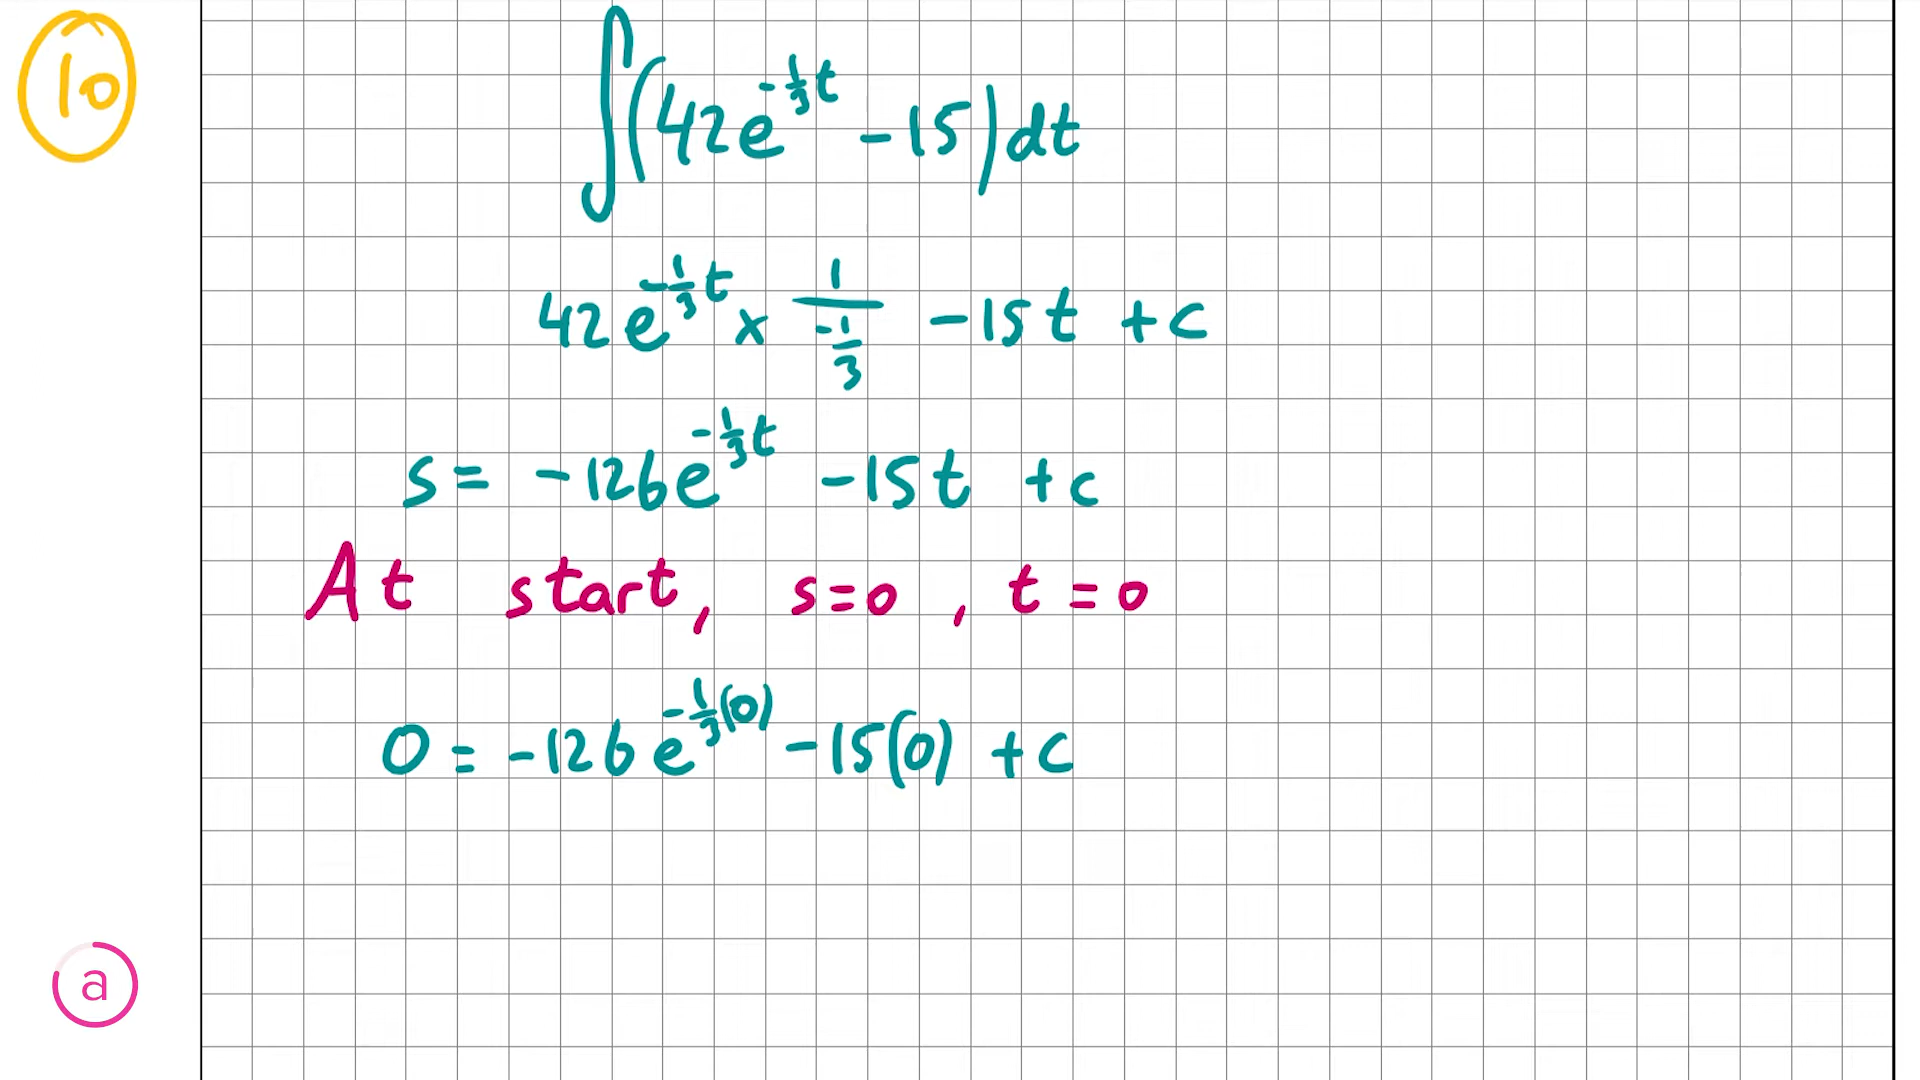 10
∫(42e^{-1/3 t} - 15)dt
42e^{-1/3 t} × 1/(-1/3) - 15t + c
s = -126e^{-1/3 t} - 15t + c
At start, s=0, t=0
0 = -126e^{-1/3(0)} - 15(0) + c
a